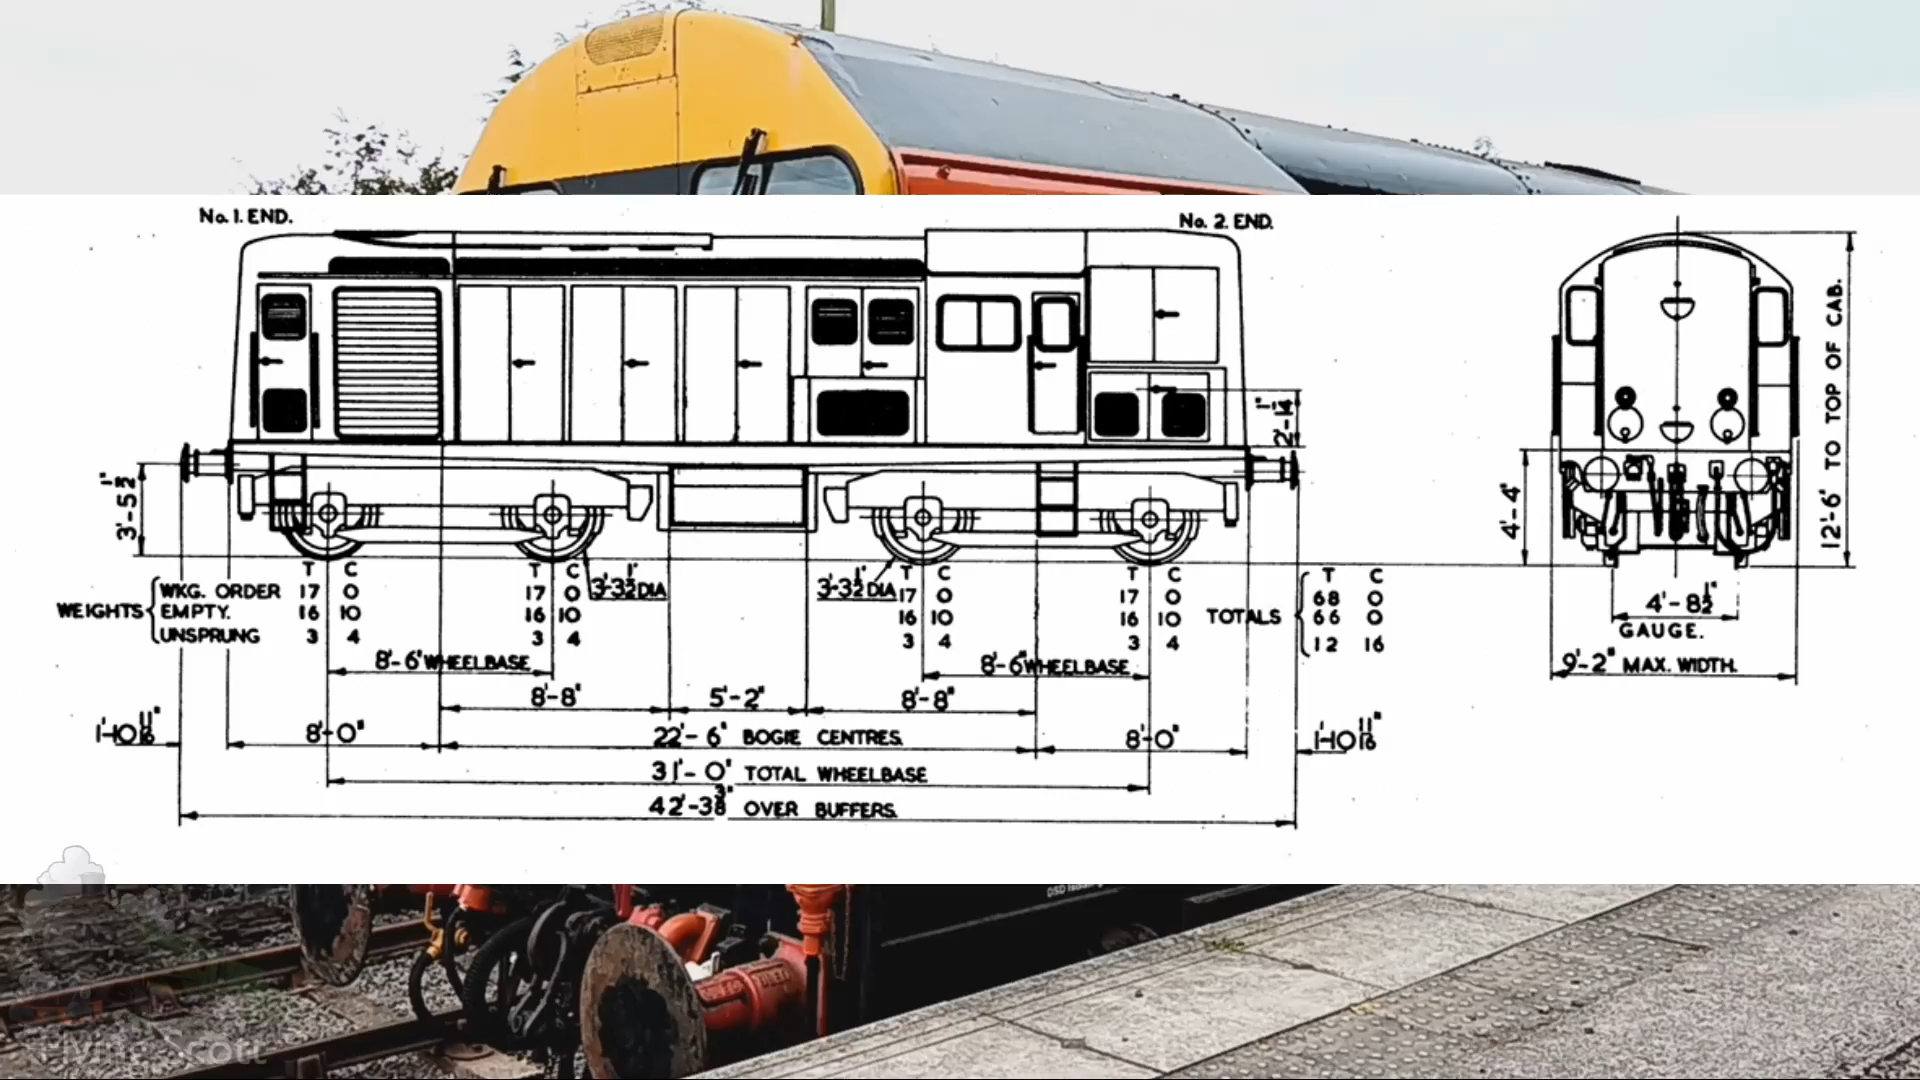 No. 1. END.
No. 2. END.
12'-6" TO TOP OF CAB.
2'-1¼"
3'-5½"
4'-4"
T C
T C
T C
T C
T C
3'-3½" DIA
3'-3½" DIA
WEIGHTS
WKG. ORDER 17 0 17 0 17 0 17 0
EMPTY. 16 10 16 10 16 10 16 10
UNSPRUNG 3 4 3 4 3 4 3 4
TOTALS
68 0
66 0
12 16
4'-8½"
GAUGE.
9'-2" MAX. WIDTH.
8'-6" WHEELBASE
8'-6" WHEELBASE
8'-8"
5'-2"
8'-8"
1'-10 11/16"
8'-0"
22'-6" BOGIE CENTRES.
8'-0"
1'-10 11/16"
31'-0" TOTAL WHEELBASE
42'-3⅜" OVER BUFFERS.
Flying Scott